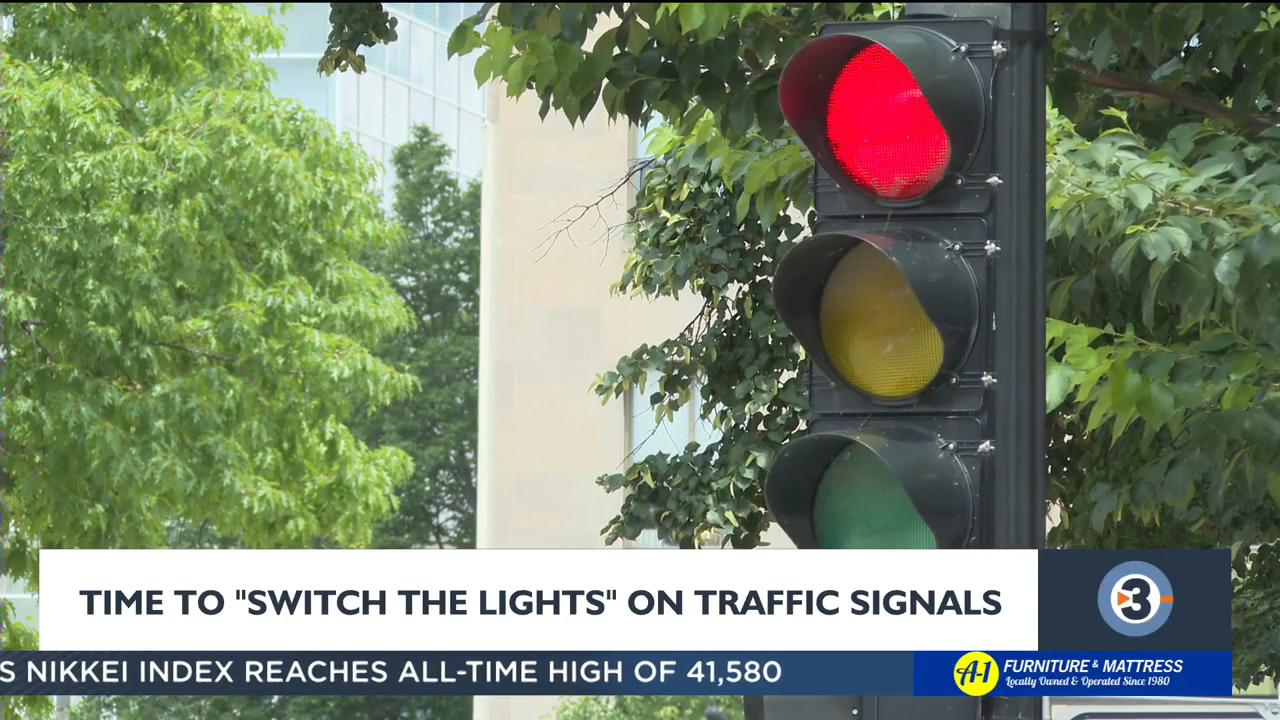 TIME TO "SWITCH THE LIGHTS" ON TRAFFIC SIGNALS
3
S NIKKEI INDEX REACHES ALL-TIME HIGH OF 41,580
A-1 FURNITURE & MATTRESS
Locally Owned & Operated Since 1980